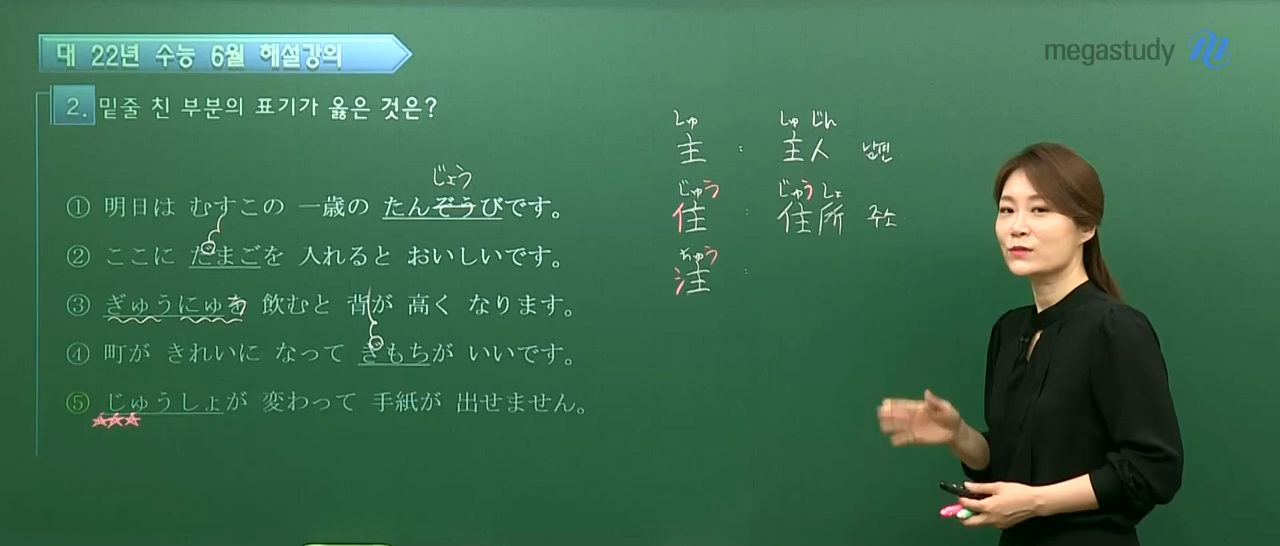 대 22년 수능 6월 해설강의
megastudy
2. 밑줄 친 부분의 표기가 옳은 것은?
じょう
① 明日は むすこの 一歳の たんぞうびです。
② ここに たまごを 入れると おいしいです。
③ ぎゅうにゅを 飲むと 背が 高く なります。
④ 町が きれいに なって きもちが いいです。
⑤ じゅうしょが 変わって 手紙が 出せません。
しゅ しゅ じん
主 : 主人 남편
じゅう じゅう しょ
住 : 住所 주소
ちゅう
注 :